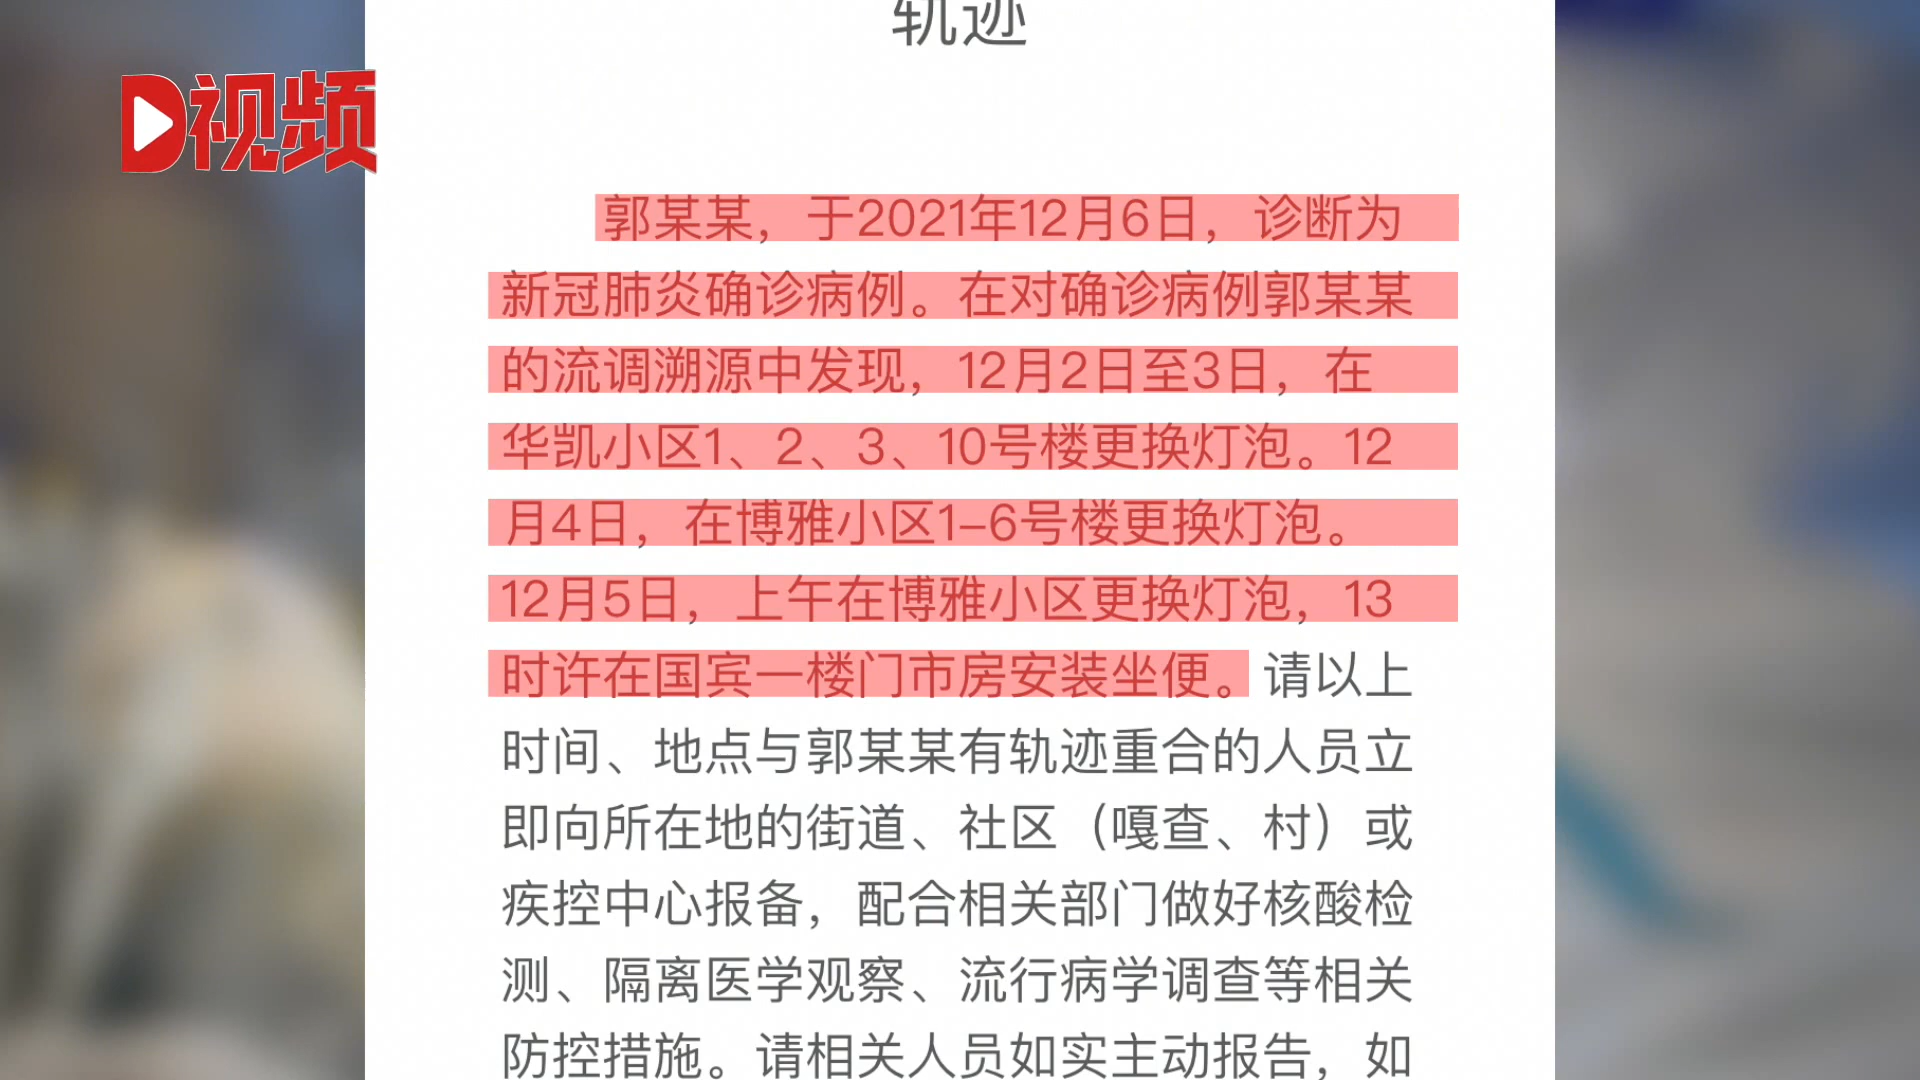 轨迹
D视频
郭某某，于2021年12月6日，诊断为
新冠肺炎确诊病例。在对确诊病例郭某某
的流调溯源中发现，12月2日至3日，在
华凯小区1、2、3、10号楼更换灯泡。12
月4日，在博雅小区1-6号楼更换灯泡。
12月5日，上午在博雅小区更换灯泡，13
时许在国宾一楼门市房安装坐便。请以上
时间、地点与郭某某有轨迹重合的人员立
即向所在地的街道、社区（嘎查、村）或
疾控中心报备，配合相关部门做好核酸检
测、隔离医学观察、流行病学调查等相关
防控措施。请相关人员如实主动报告，如